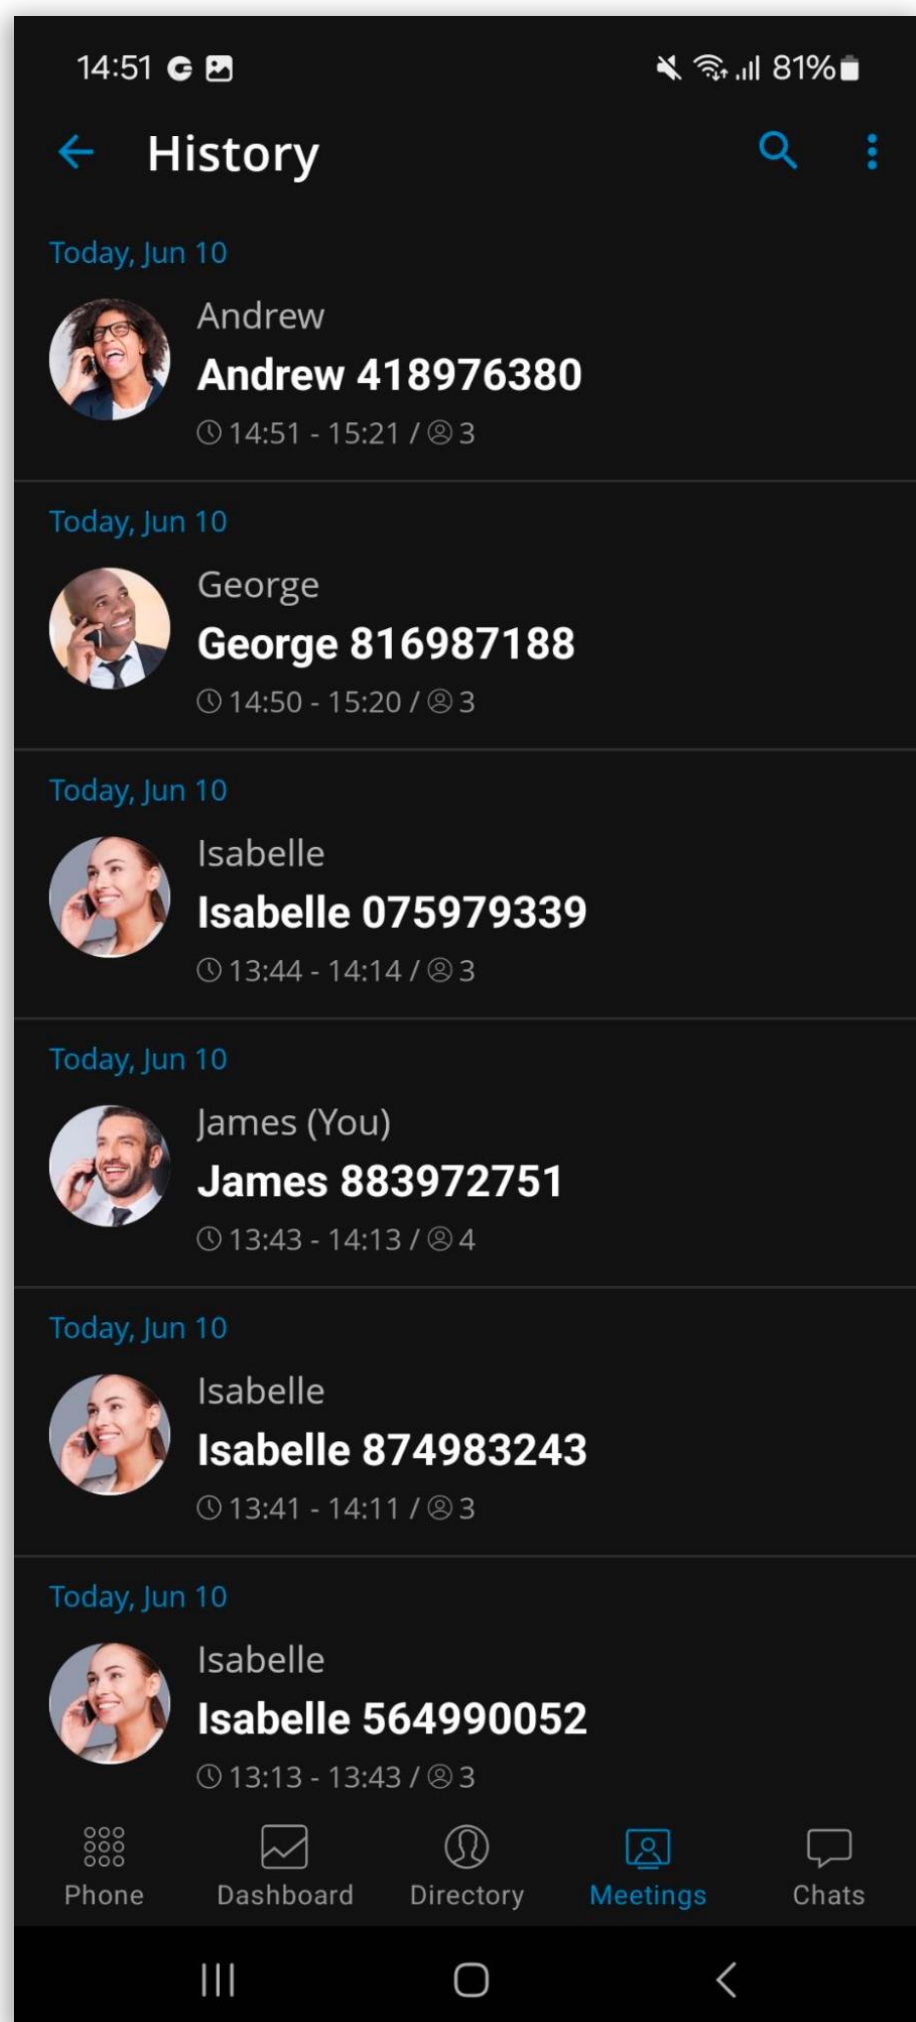 14:51 81%
History
Today, Jun 10
Andrew
Andrew 418976380
14:51 - 15:21 / 3
Today, Jun 10
George
George 816987188
14:50 - 15:20 / 3
Today, Jun 10
Isabelle
Isabelle 075979339
13:44 - 14:14 / 3
Today, Jun 10
James (You)
James 883972751
13:43 - 14:13 / 4
Today, Jun 10
Isabelle
Isabelle 874983243
13:41 - 14:11 / 3
Today, Jun 10
Isabelle
Isabelle 564990052
13:13 - 13:43 / 3
Phone Dashboard Directory Meetings Chats